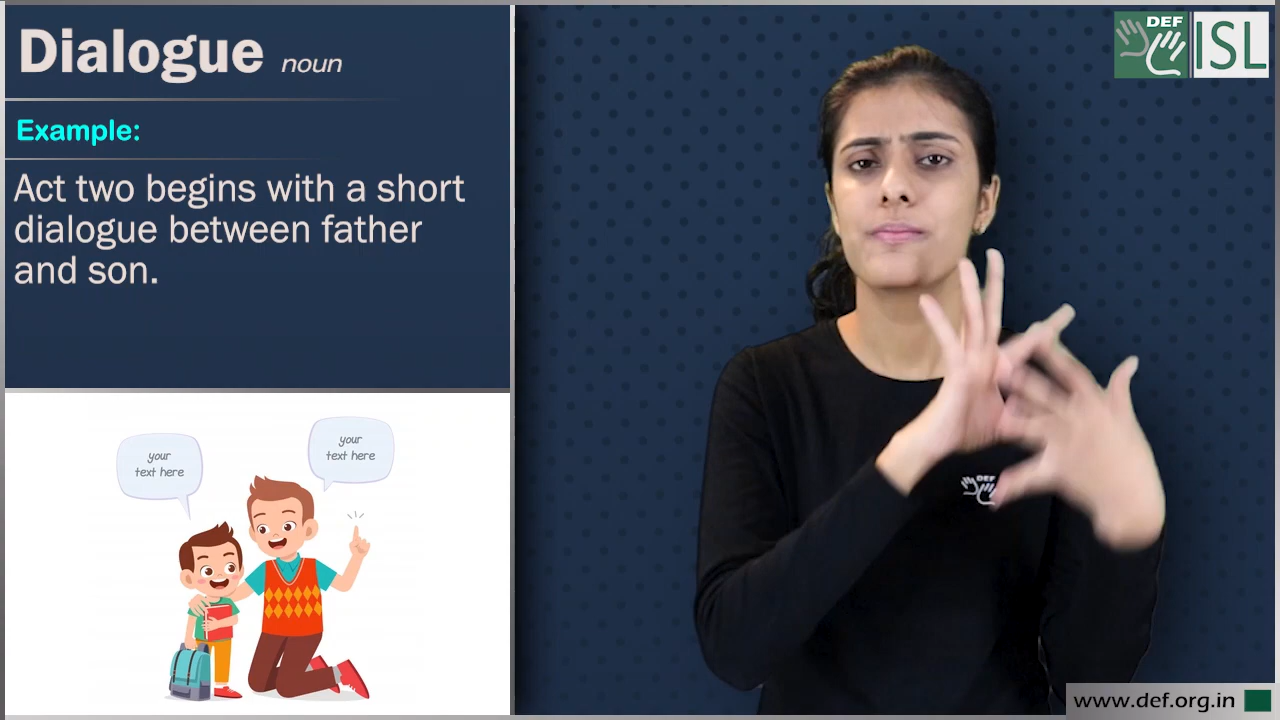 Dialogue noun
Example:
Act two begins with a short
dialogue between father
and son.
your
text here
your
text here
DEF
ISL
DEF
www.def.org.in